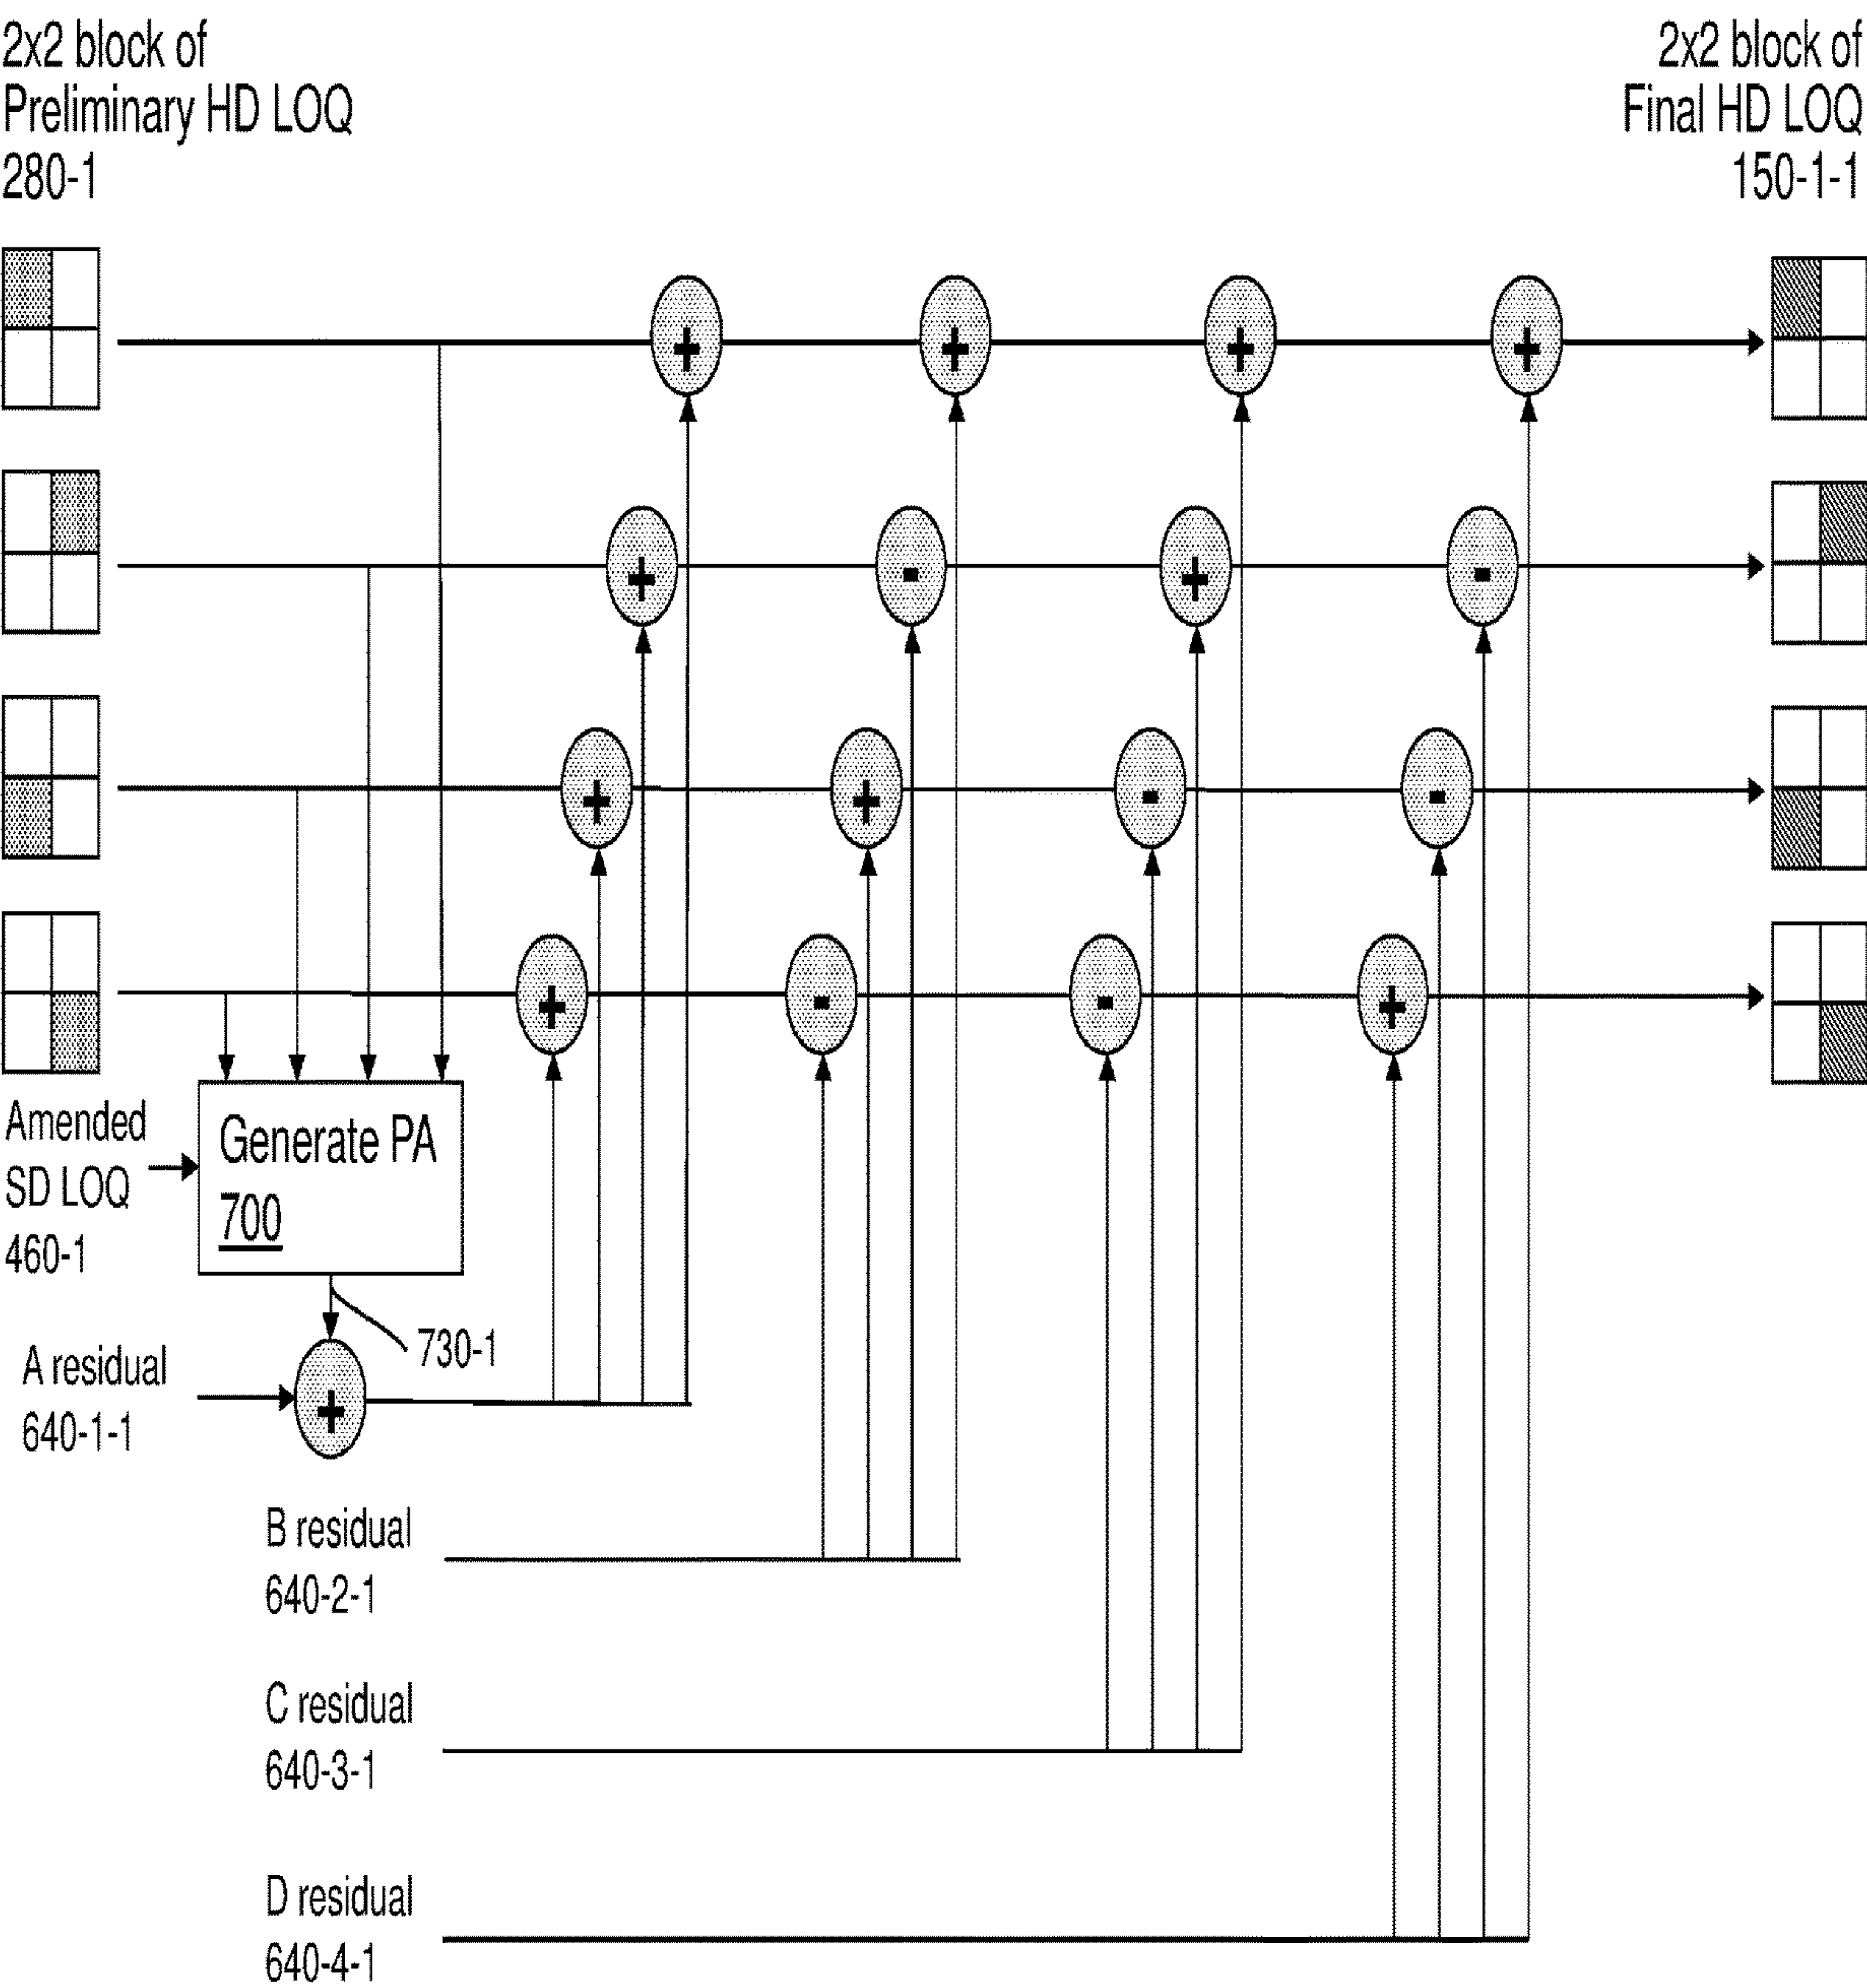 2x2 block of
Preliminary HD LOQ
280-1
2x2 block of
Final HD LOQ
150-1-1
+ + + +
+ - + -
+ + - -
+ - - +
Amended
SD LOQ
460-1
Generate PA
700
730-1
A residual
640-1-1
+
B residual
640-2-1
C residual
640-3-1
D residual
640-4-1